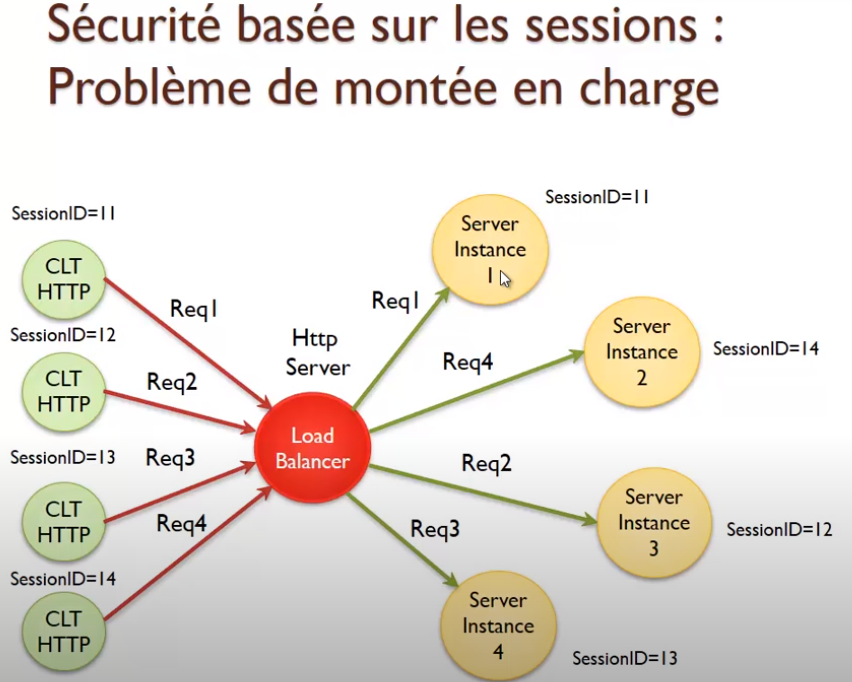 Sécurité basée sur les sessions :
Problème de montée en charge
SessionID=11
CLT
HTTP
SessionID=12
CLT
HTTP
SessionID=13
CLT
HTTP
SessionID=14
CLT
HTTP
Req1
Req2
Req3
Req4
Http
Server
Load
Balancer
Req1
Req4
Req2
Req3
Server
Instance
1
SessionID=11
Server
Instance
2
SessionID=14
Server
Instance
3
SessionID=12
Server
Instance
4
SessionID=13